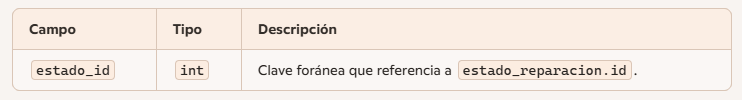 Campo Tipo Descripción
estado_id int Clave foránea que referencia a estado_reparacion.id.